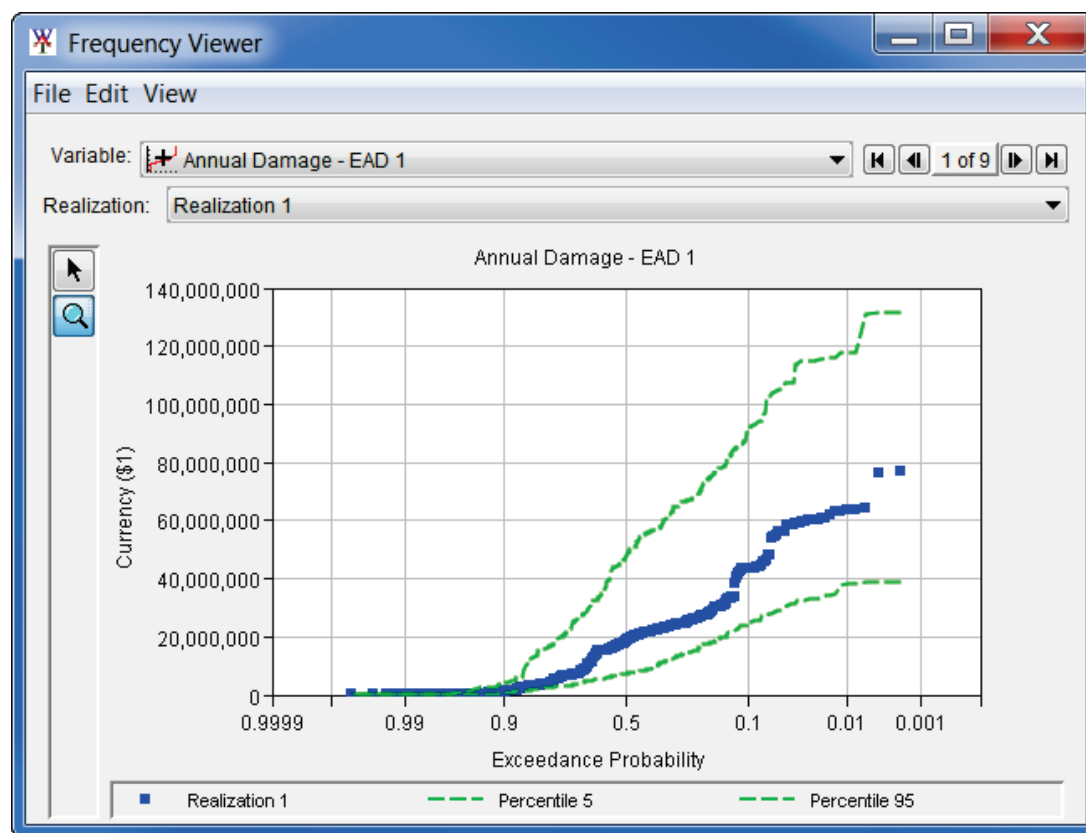 Frequency Viewer
File Edit View
Variable: Annual Damage - EAD 1 1 of 9
Realization: Realization 1
Annual Damage - EAD 1
140,000,000
120,000,000
100,000,000
80,000,000
60,000,000
40,000,000
20,000,000
0
Currency ($1)
0.9999 0.99 0.9 0.5 0.1 0.01 0.001
Exceedance Probability
Realization 1 Percentile 5 Percentile 95